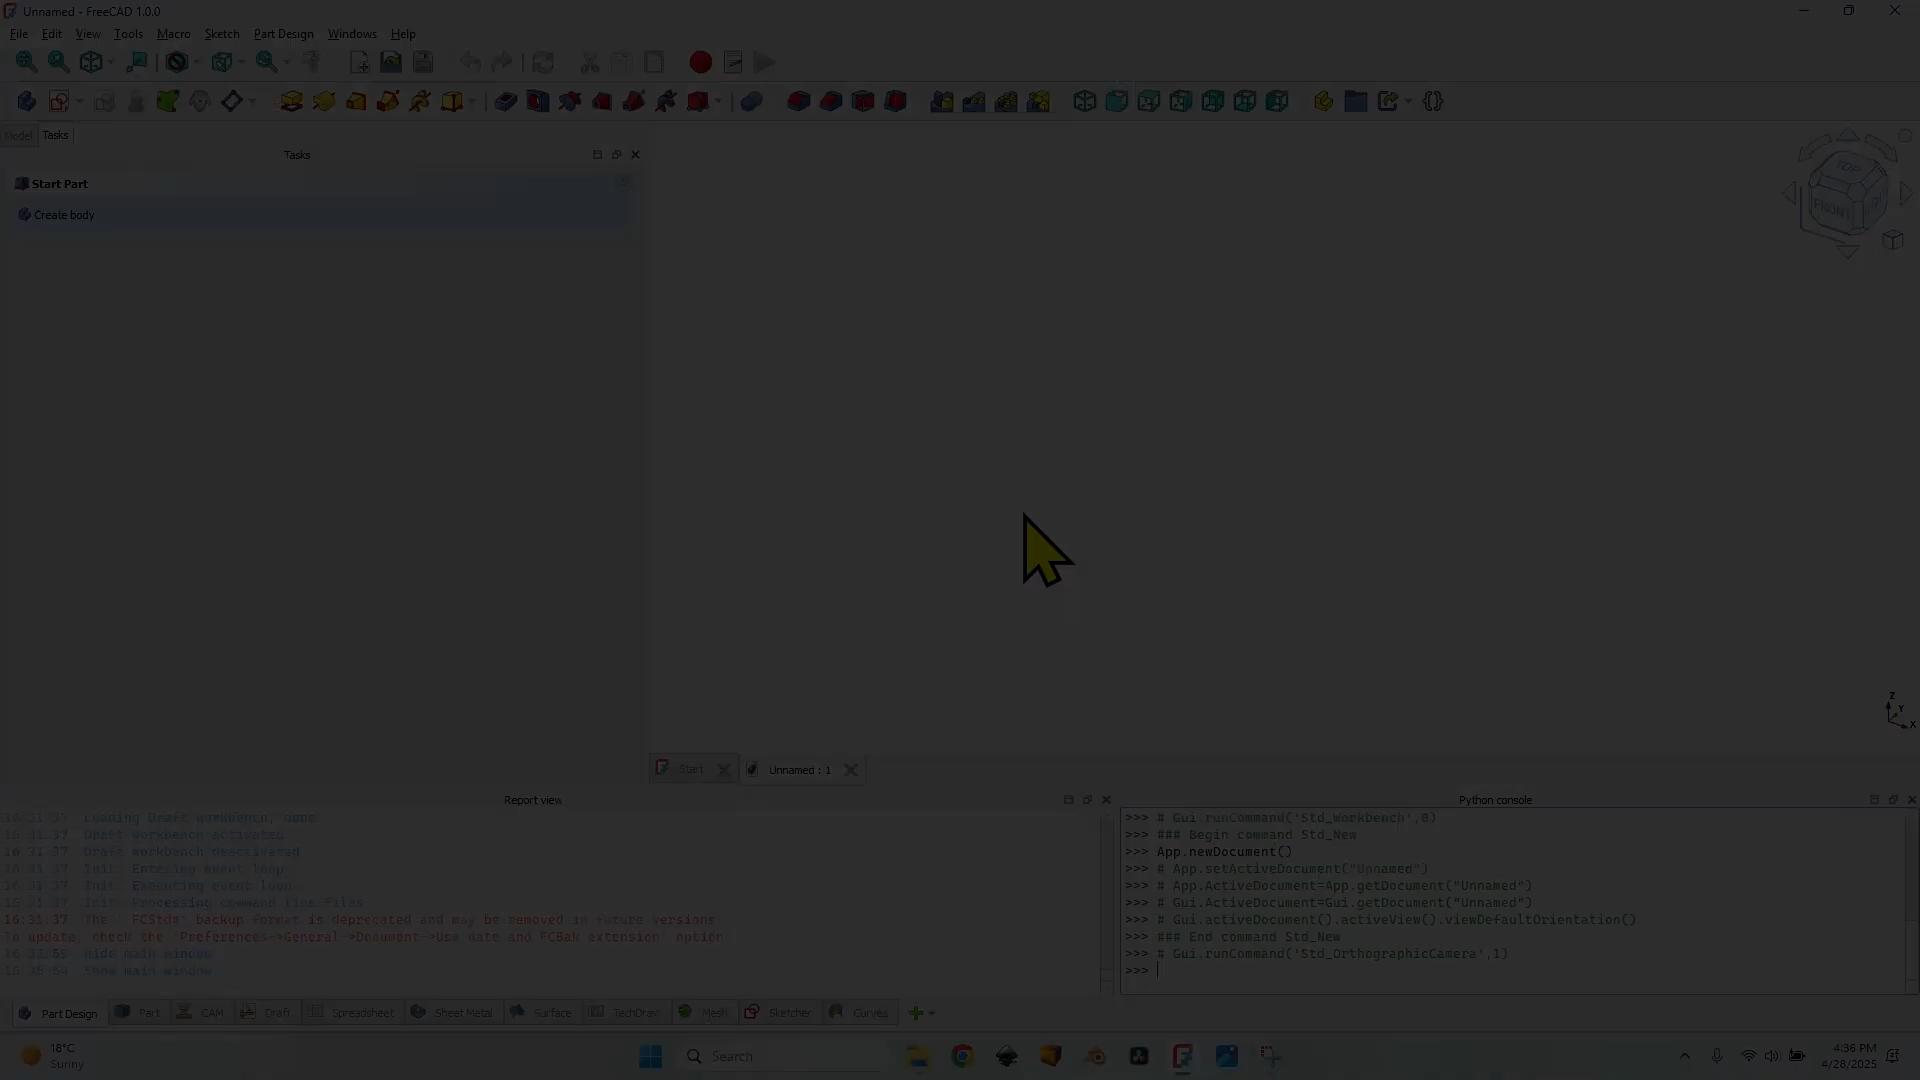 Unnamed - FreeCAD 1.0.0
File Edit View Tools Macro Sketch Part Design Windows Help
Model Tasks
Tasks
Start Part
Create body
TOP
FRONT
Z
Y
X
Start
Unnamed : 1
Report view
Python console
16:31:37 Loading Draft workbench, done
16:31:37 Draft workbench activated
16:31:37 Draft workbench deactivated
16:31:37 Init: Entering event loop
16:31:37 Init: Executing event loop
16:31:37 Init: Processing command line files
16:31:37 The '.FCStd#' backup format is deprecated and may be removed in future versions.
To update, check the 'Preferences->General->Document->Use date and FCBak extension' option.
Hide main window
Show main window
>>> # Gui.runCommand('Std_Workbench',0)
>>> ### Begin command Std_New
>>> App.newDocument()
>>> # App.setActiveDocument("Unnamed")
>>> # App.ActiveDocument=App.getDocument("Unnamed")
>>> # Gui.ActiveDocument=Gui.getDocument("Unnamed")
>>> # Gui.activeDocument().activeView().viewDefaultOrientation()
>>> ### End command Std_New
>>> # Gui.runCommand('Std_OrthographicCamera',1)
>>>
Part Design Part CAM Draft Spreadsheet Sheet Metal Surface TechDraw Mesh Sketcher Curves
18°C
Sunny
Search
4:36 PM
4/28/2025